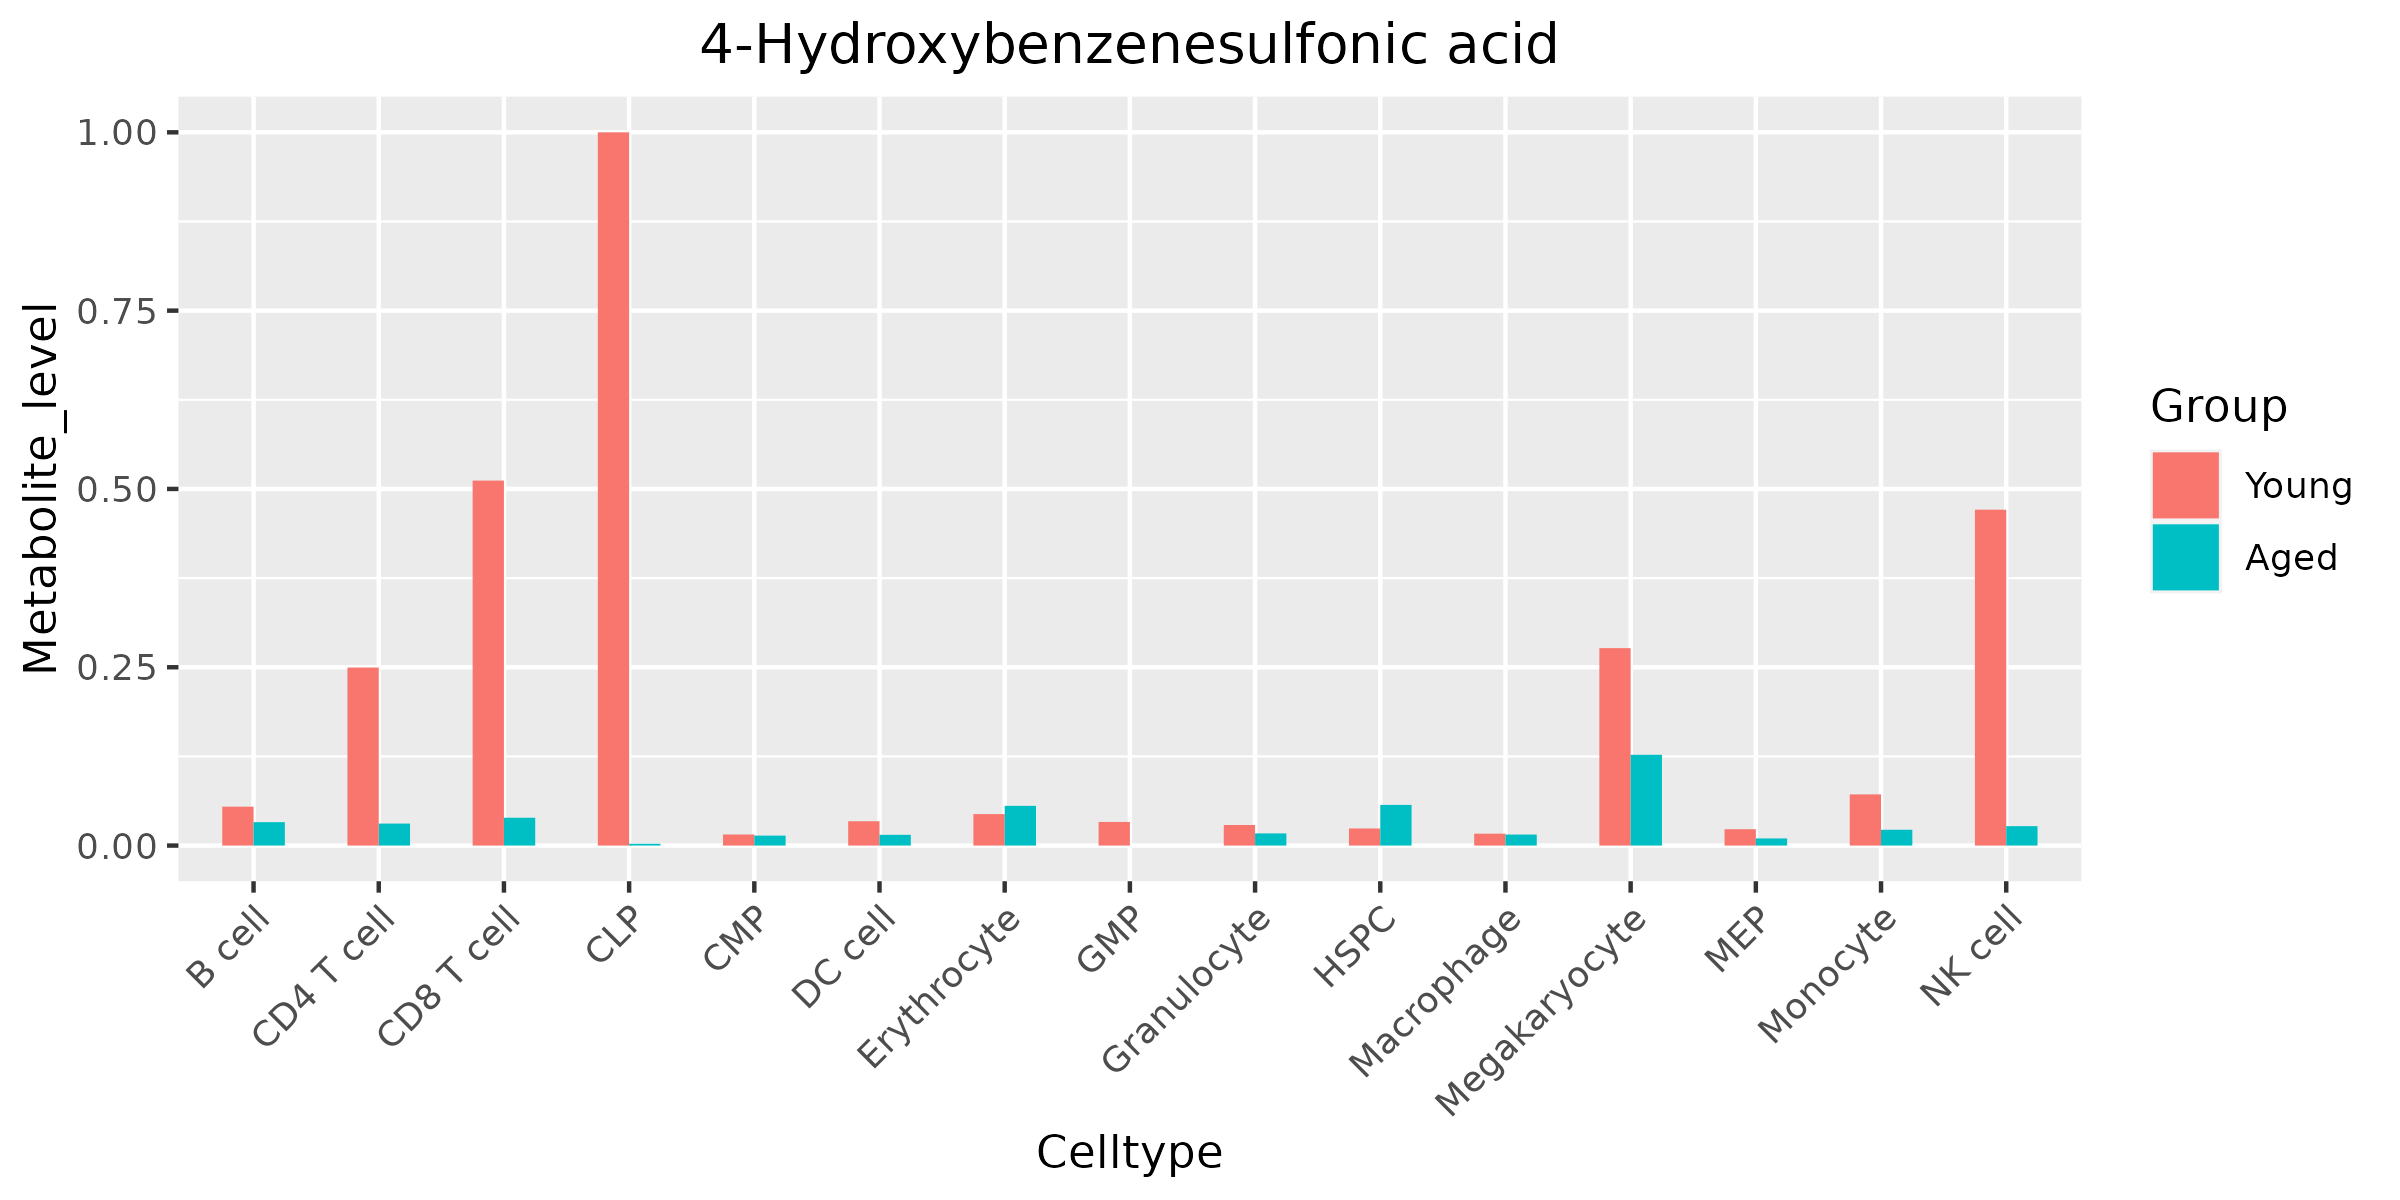 4-Hydroxybenzenesulfonic acid
Metabolite_level
1.00
0.75
0.50
0.25
0.00
B cell
CD4 T cell
CD8 T cell
CLP
CMP
DC cell
Erythrocyte
GMP
Granulocyte
HSPC
Macrophage
Megakaryocyte
MEP
Monocyte
NK cell
Celltype
Group
Young
Aged